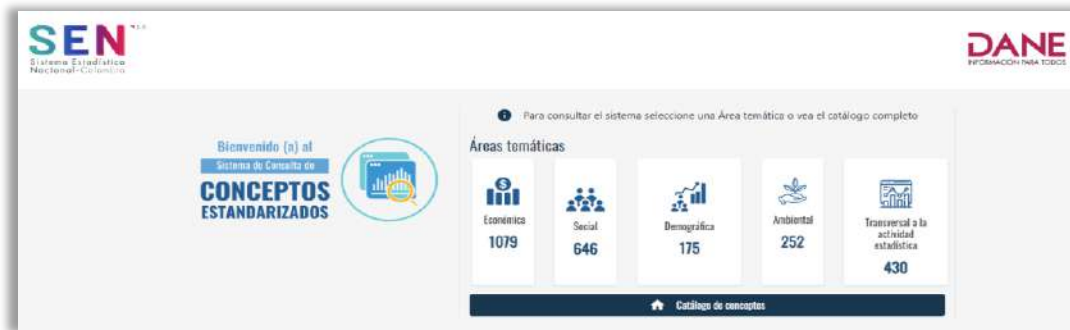 SEN
Sistema Estadístico
Nacional-Colombia
DANE
INFORMACIÓN PARA TODOS
Para consultar el sistema seleccione una Área temática o vea el catálogo completo
Bienvenido (a) al
Sistema de Consulta de
CONCEPTOS
ESTANDARIZADOS
Áreas temáticas
Económica
1079
Social
646
Demográfica
175
Ambiental
252
Transversal a la
actividad
estadística
430
Catálogo de conceptos